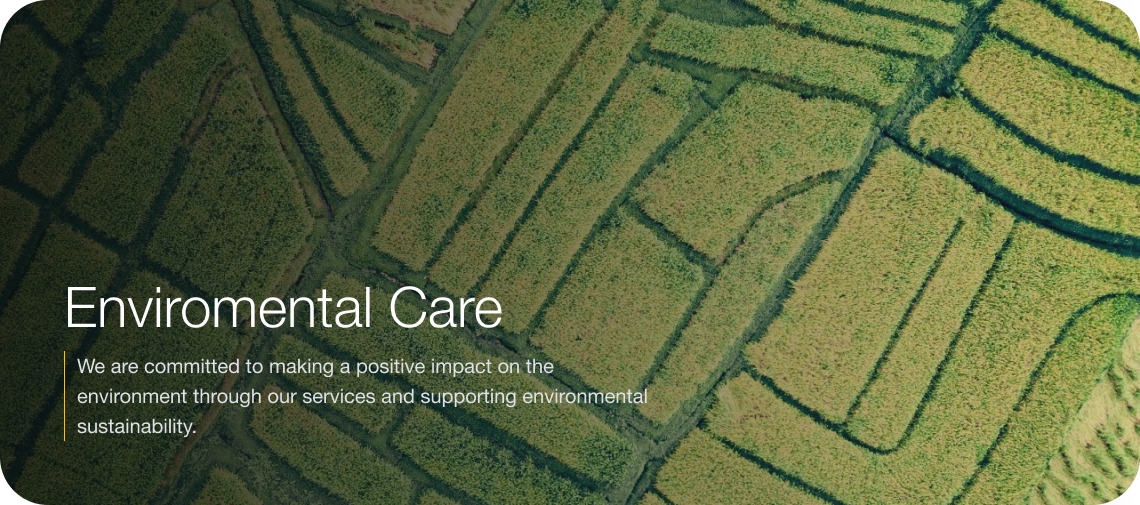 Enviromental Care
We are committed to making a positive impact on the
environment through our services and supporting environmental
sustainability.